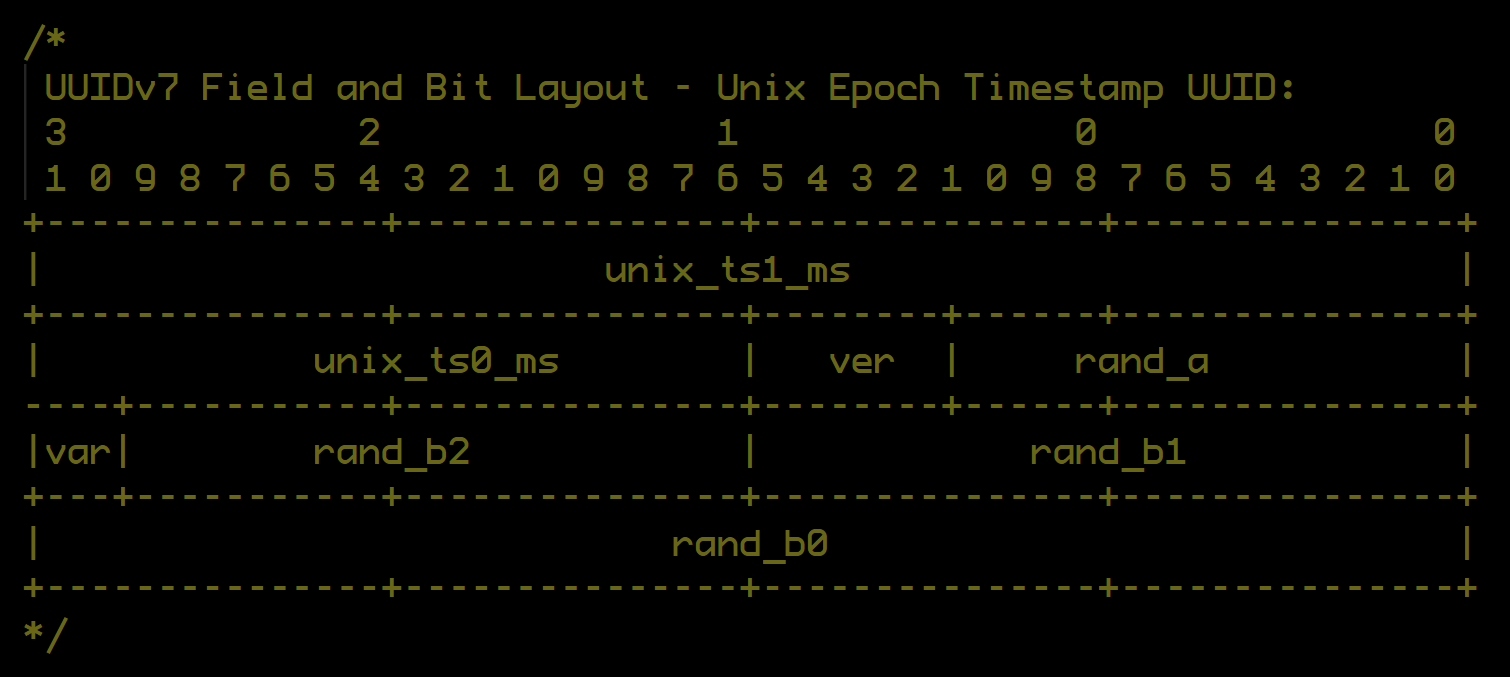 /*
 UUIDv7 Field and Bit Layout - Unix Epoch Timestamp UUID:
 3             2               1               0               0
 1 0 9 8 7 6 5 4 3 2 1 0 9 8 7 6 5 4 3 2 1 0 9 8 7 6 5 4 3 2 1 0
+---------------+---------------+---------------+---------------+
|                         unix_ts1_ms                           |
+---------------+---------------+--------+------+---------------+
|            unix_ts0_ms        |   ver  |     rand_a           |
----+-----------+---------------+--------+------+---------------+
|var|        rand_b2            |            rand_b1            |
+---+-----------+---------------+---------------+---------------+
|                            rand_b0                            |
+---------------+---------------+---------------+---------------+
*/